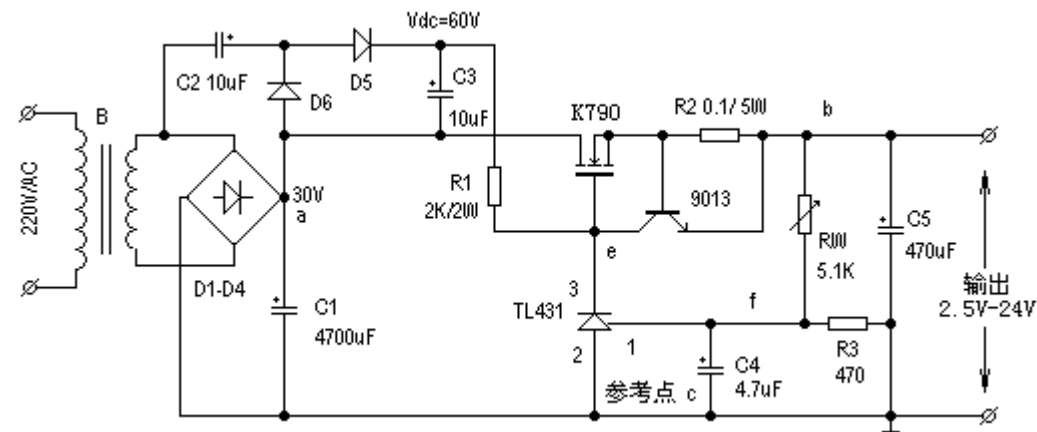 Vdc=60V
C2 10uF
D5
C3
10uF
D6
B
K790
R2 0.1/5W
b
220V/AC
30V
a
R1
2K/2W
9013
RW
5.1K
C5
470uF
e
D1-D4
C1
4700uF
TL431
3
2
1
f
输出
2.5V-24V
R3
470
C4
4.7uF
参考点 c